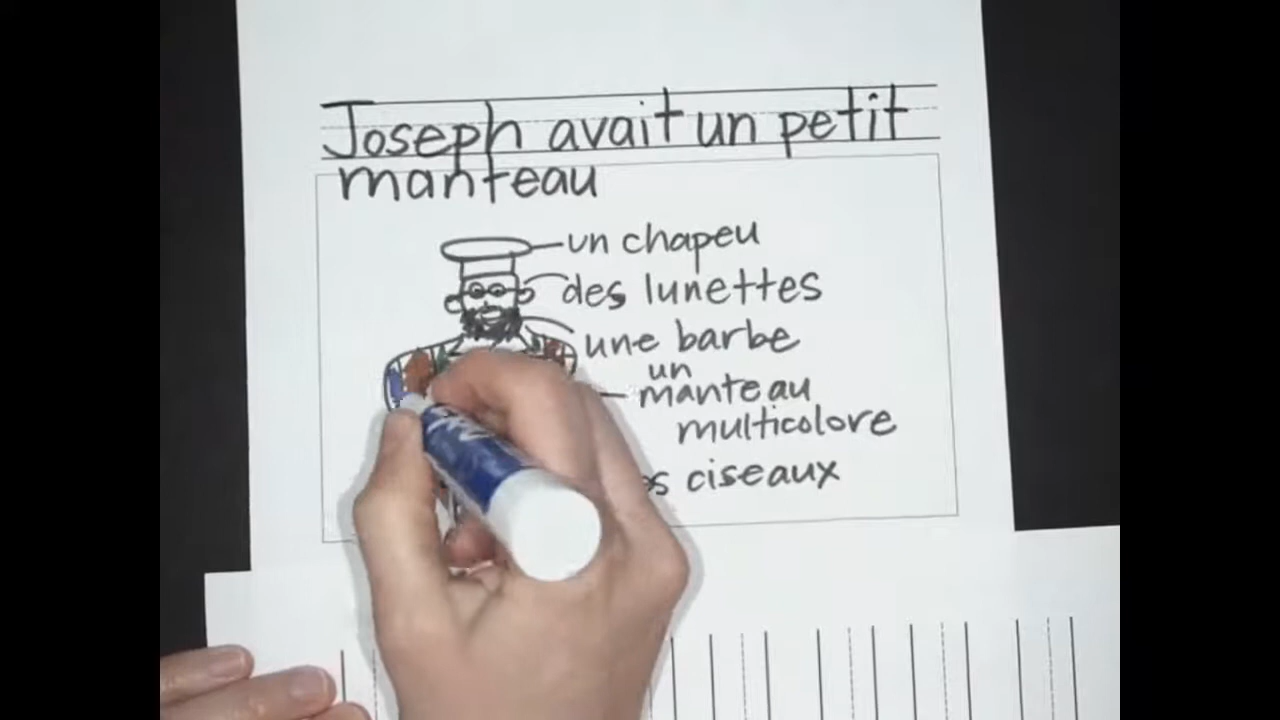 Joseph avait un petit
manteau
un chapeu
des lunettes
une barbe
un
manteau
multicolore
ciseaux